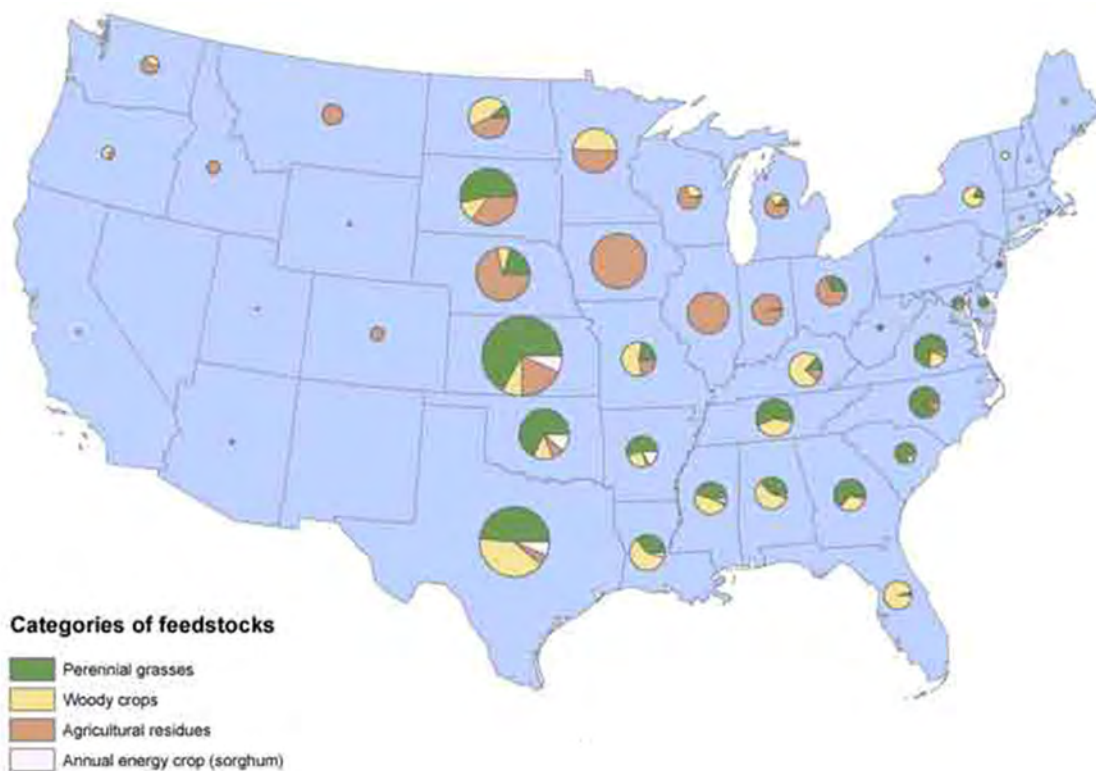 Categories of feedstocks
Perennial grasses
Woody crops
Agricultural residues
Annual energy crop (sorghum)